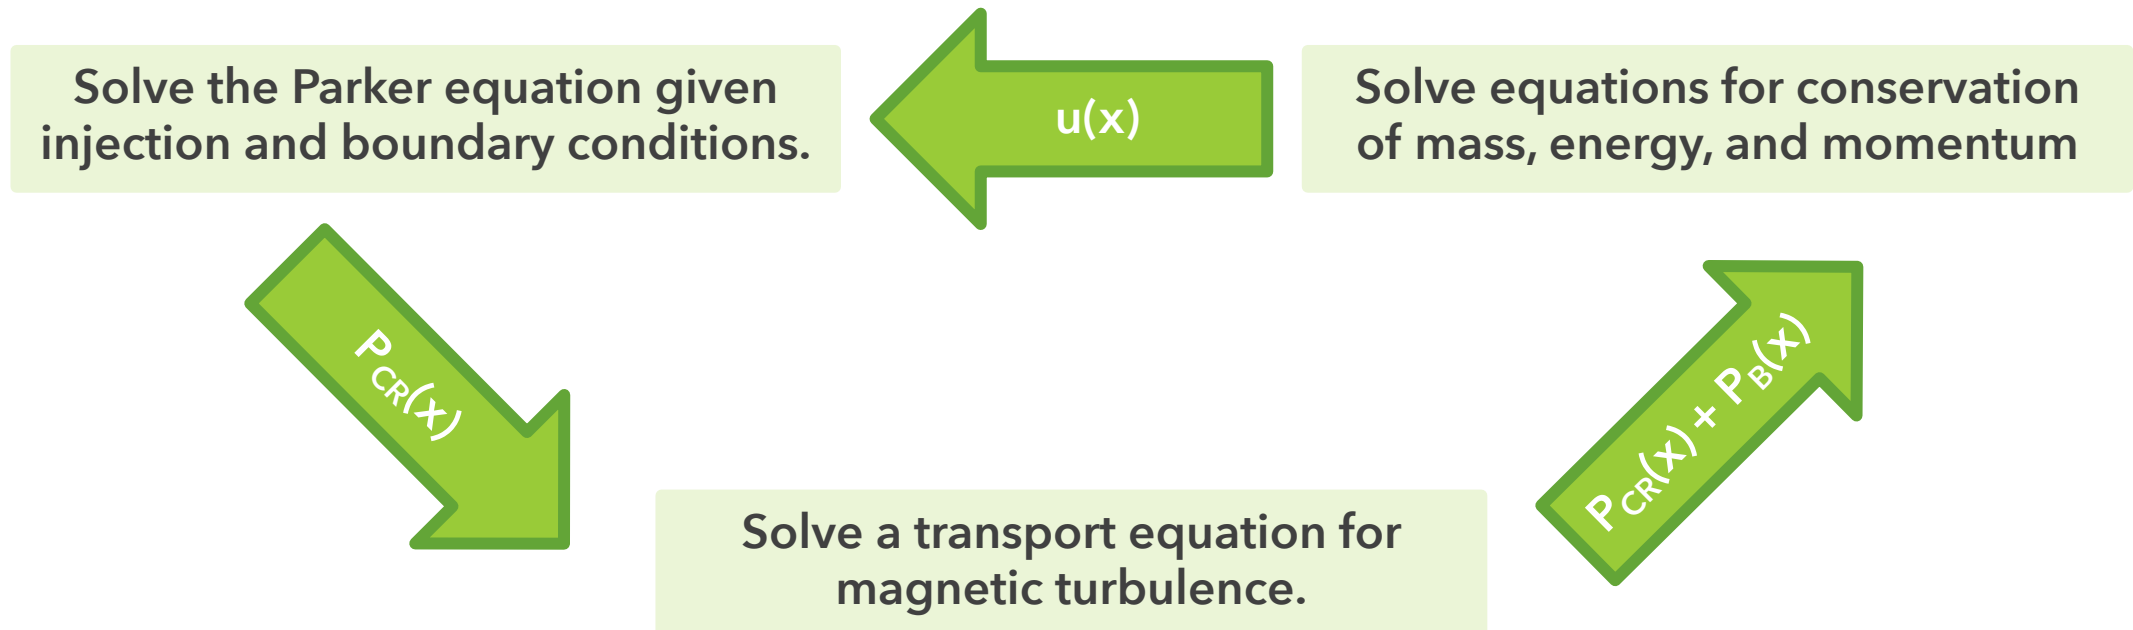 Solve the Parker equation given
injection and boundary conditions.
u(x)
Solve equations for conservation
of mass, energy, and momentum
P_CR(x)
P_CR(x) + P_B(x)
Solve a transport equation for
magnetic turbulence.